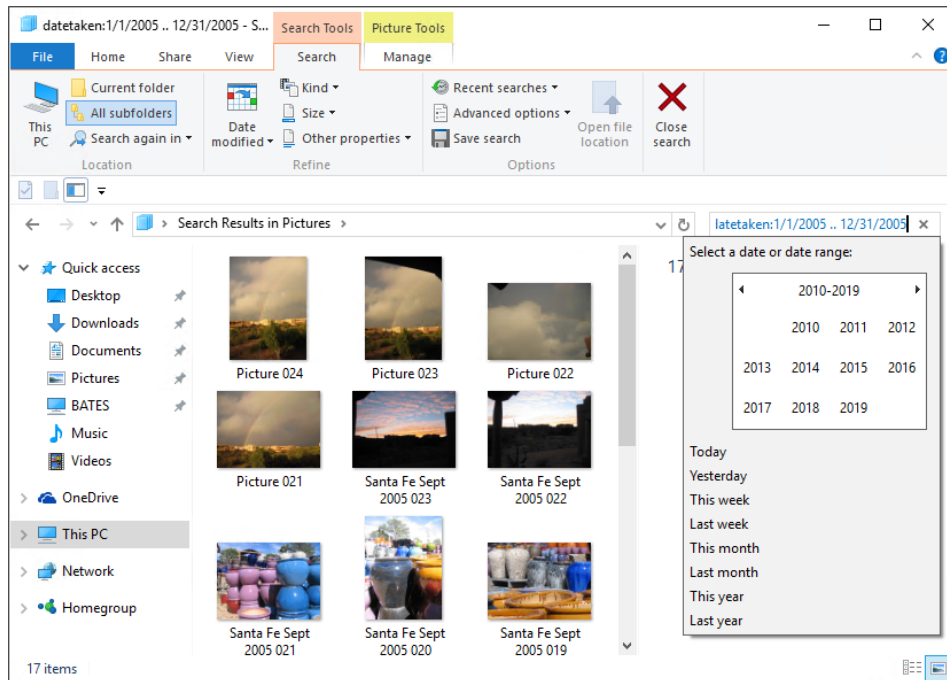 datetaken:1/1/2005 .. 12/31/2005 - S...
Search Tools
Picture Tools
File
Home
Share
View
Search
Manage
This PC
Current folder
All subfolders
Search again in
Location
Date modified
Kind
Size
Other properties
Refine
Recent searches
Advanced options
Save search
Open file location
Options
Close search
Search Results in Pictures
latetaken:1/1/2005 .. 12/31/2005
Quick access
Desktop
Downloads
Documents
Pictures
BATES
Music
Videos
OneDrive
This PC
Network
Homegroup
Picture 024
Picture 023
Picture 022
Picture 021
Santa Fe Sept
2005 023
Santa Fe Sept
2005 022
Santa Fe Sept
2005 021
Santa Fe Sept
2005 020
Santa Fe Sept
2005 019
17
Select a date or date range:
2010-2019
2010 2011 2012
2013 2014 2015 2016
2017 2018 2019
Today
Yesterday
This week
Last week
This month
Last month
This year
Last year
17 items